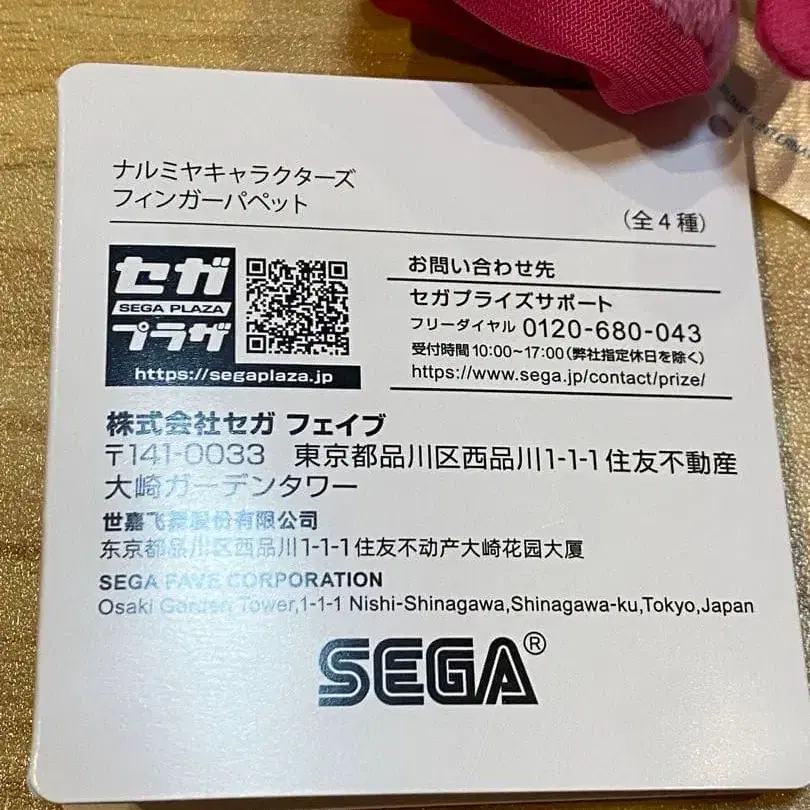 ナルミヤキャラクターズ
フィンガーパペット
(全4種)
セガ
SEGA PLAZA
プラザ
https://segaplaza.jp
お問い合わせ先
セガプライズサポート
フリーダイヤル 0120-680-043
受付時間 10:00~17:00(弊社指定休日を除く)
https://www.sega.jp/contact/prize/
株式会社セガ フェイブ
〒141-0033 東京都品川区西品川1-1-1住友不動産
大崎ガーデンタワー
世嘉飞舞股份有限公司
东京都品川区西品川1-1-1住友不动产大崎花园大厦
SEGA FAVE CORPORATION
Osaki Garden Tower,1-1-1 Nishi-Shinagawa,Shinagawa-ku,Tokyo,Japan
SEGA®